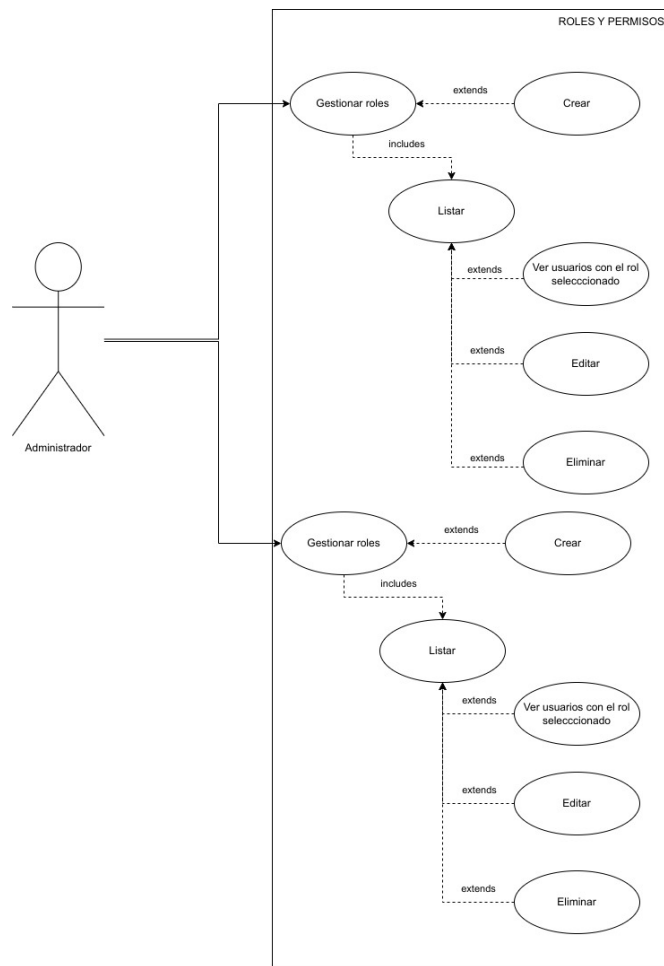 ROLES Y PERMISOS
Gestionar roles
extends
Crear
includes
Listar
extends
Ver usuarios con el rol
selecccionado
extends
Editar
Administrador
extends
Eliminar
Gestionar roles
extends
Crear
includes
Listar
extends
Ver usuarios con el rol
selecccionado
extends
Editar
extends
Eliminar